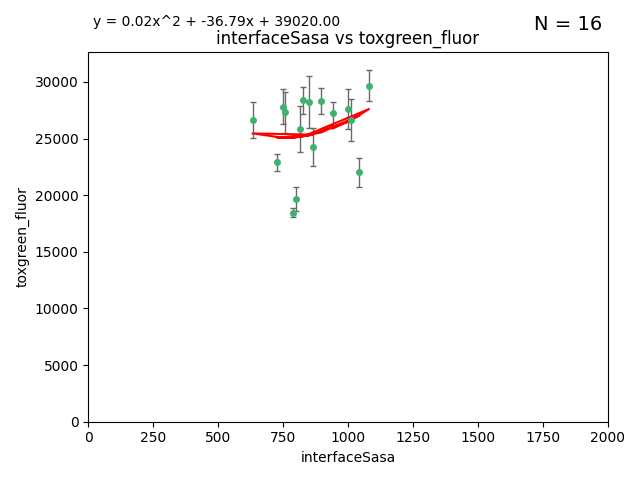 y = 0.02x^2 + -36.79x + 39020.00
N = 16
interfaceSasa vs toxgreen_fluor
30000
25000
20000
15000
10000
5000
0
toxgreen_fluor
0 250 500 750 1000 1250 1500 1750 2000
interfaceSasa